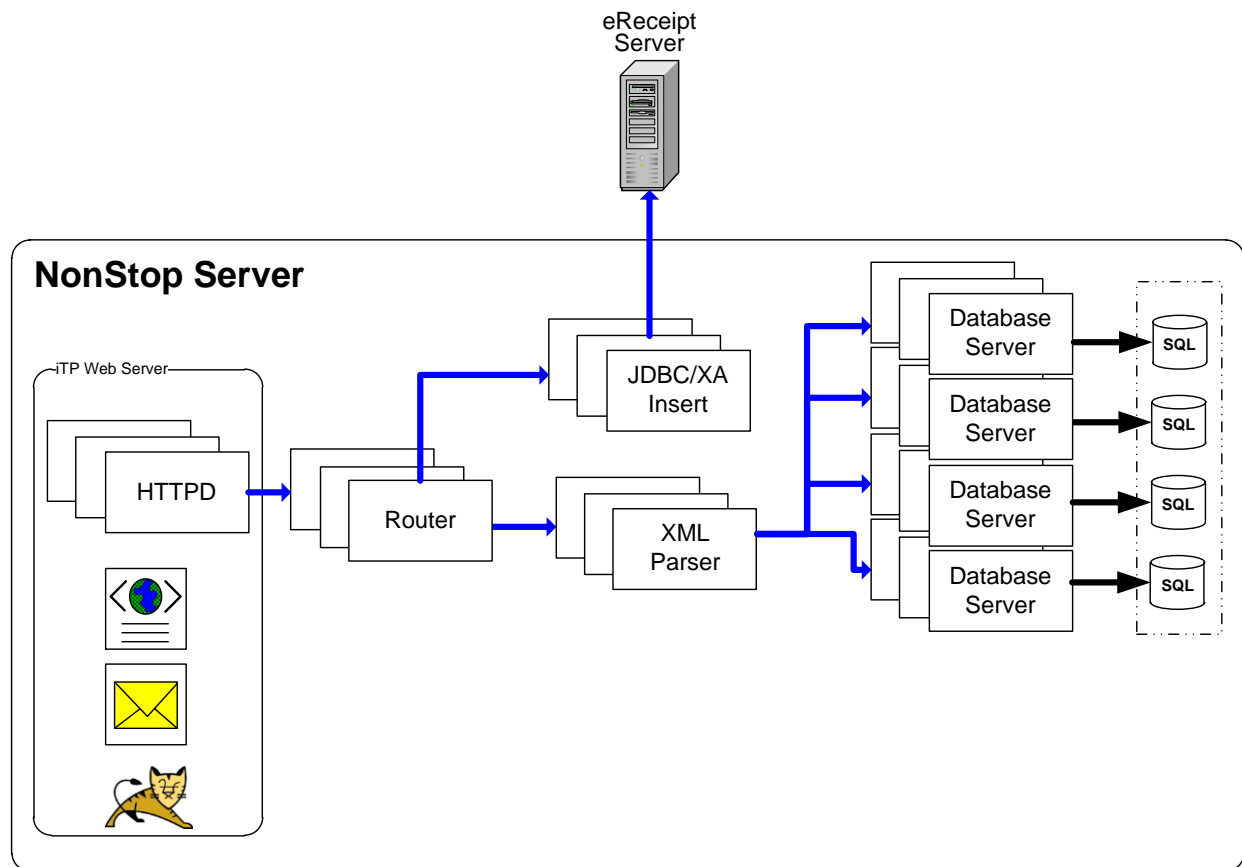 eReceipt
Server
NonStop Server
iTP Web Server
HTTPD
Router
JDBC/XA
Insert
XML
Parser
Database
Server
Database
Server
Database
Server
Database
Server
SQL
SQL
SQL
SQL